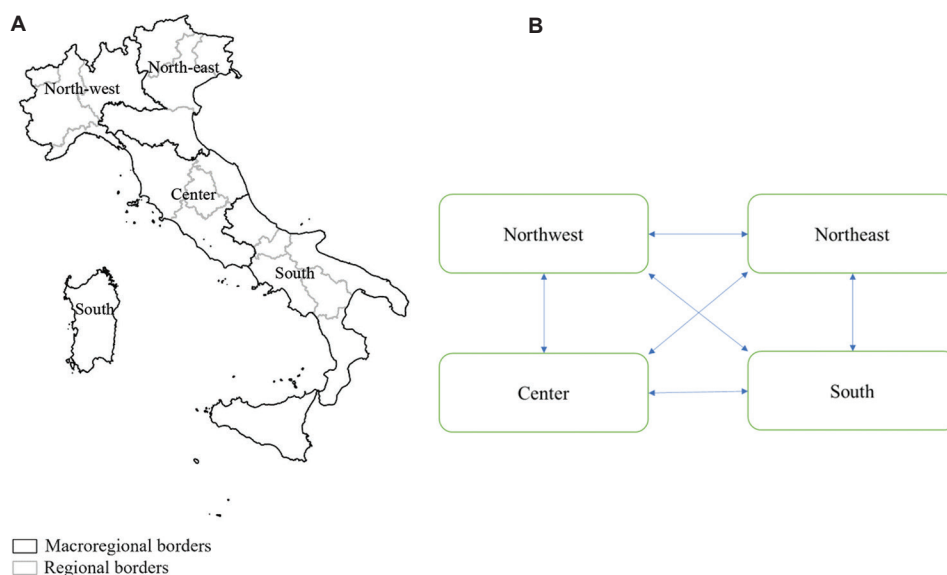 A
North-east
North-west
Center
South
South
Macroregional borders
Regional borders
B
Northwest
Northeast
Center
South